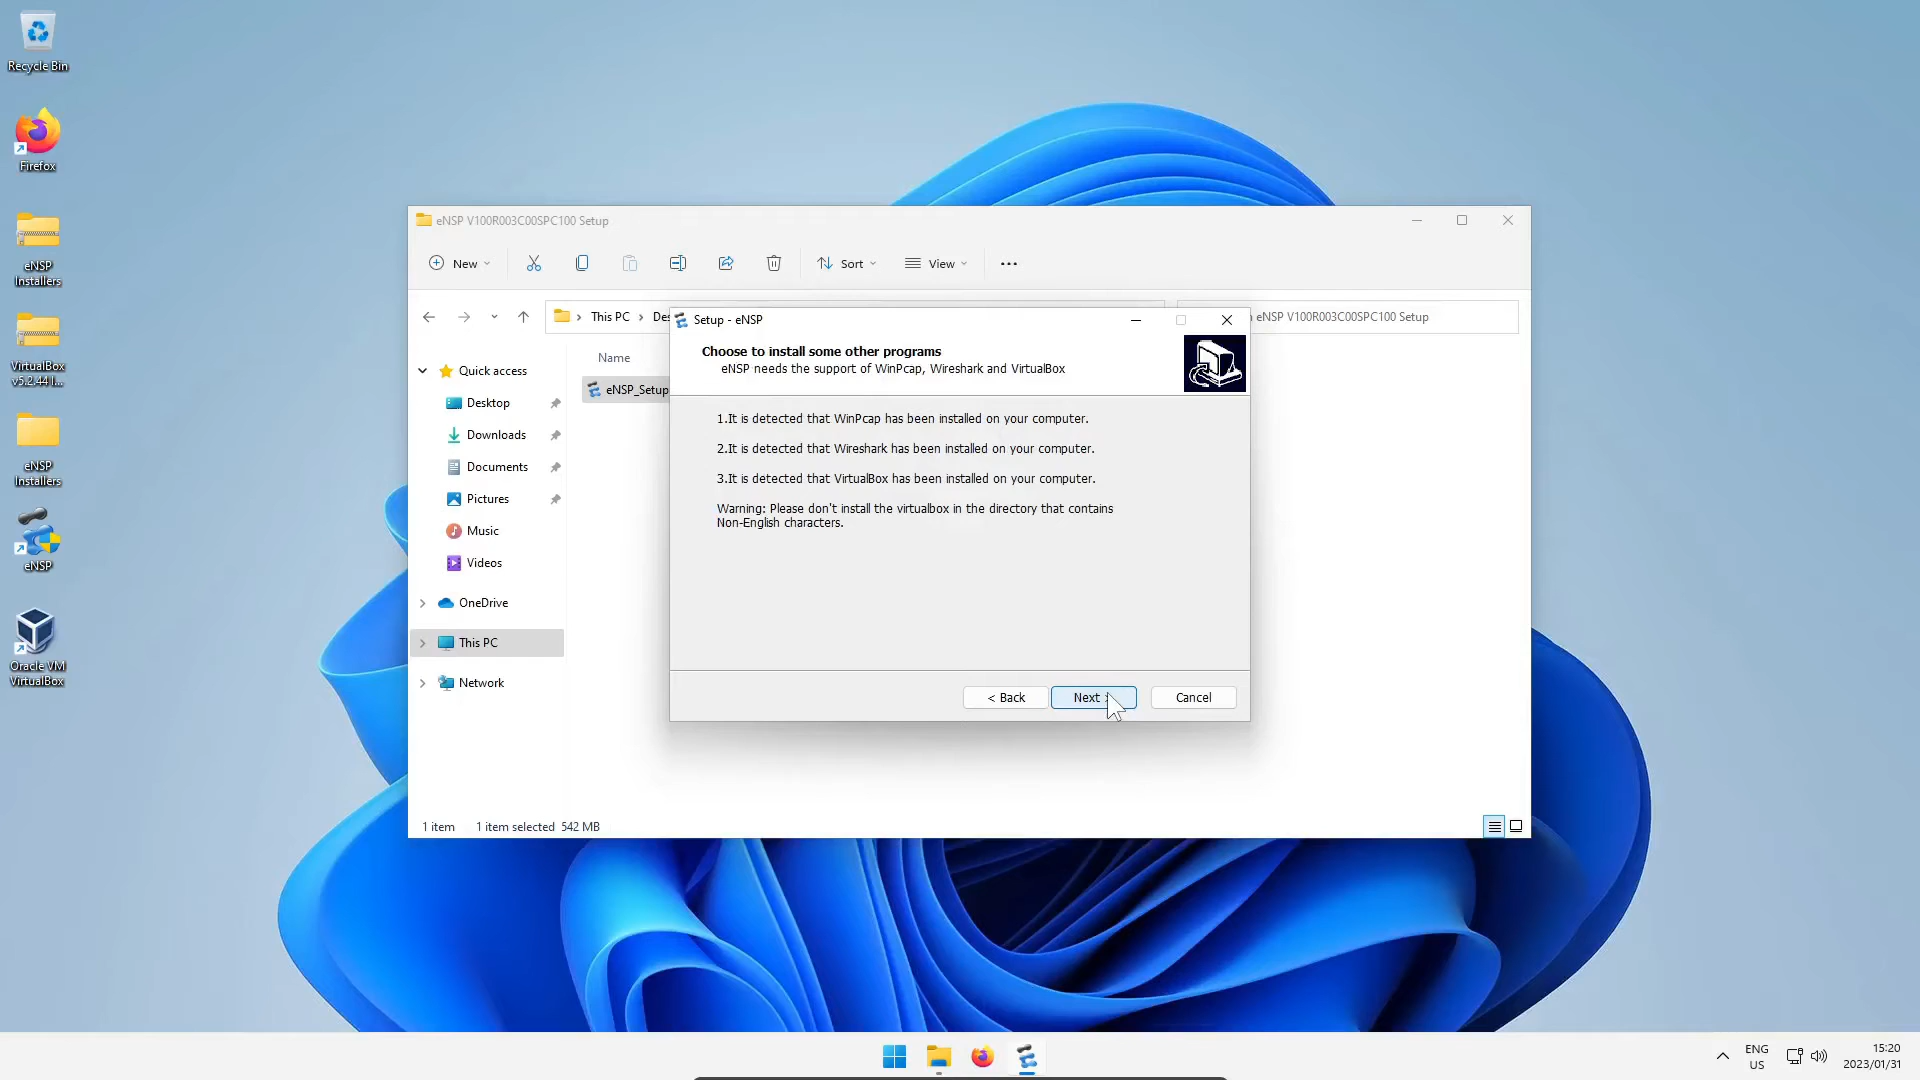 Recycle Bin
Firefox
eNSP
Installers
VirtualBox
v5.2.44 I...
eNSP
Installers
eNSP
Oracle VM
VirtualBox
eNSP V100R003C00SPC100 Setup
New
Sort
View
This PC
eNSP V100R003C00SPC100 Setup
Quick access
Desktop
Downloads
Documents
Pictures
Music
Videos
OneDrive
This PC
Network
Name
eNSP_Setup
Setup - eNSP
Choose to install some other programs
eNSP needs the support of WinPcap, Wireshark and VirtualBox
1.It is detected that WinPcap has been installed on your computer.
2.It is detected that Wireshark has been installed on your computer.
3.It is detected that VirtualBox has been installed on your computer.
Warning: Please don't install the virtualbox in the directory that contains
Non-English characters.
< Back
Next
Cancel
1 item
1 item selected 542 MB
ENG
US
15:20
2023/01/31